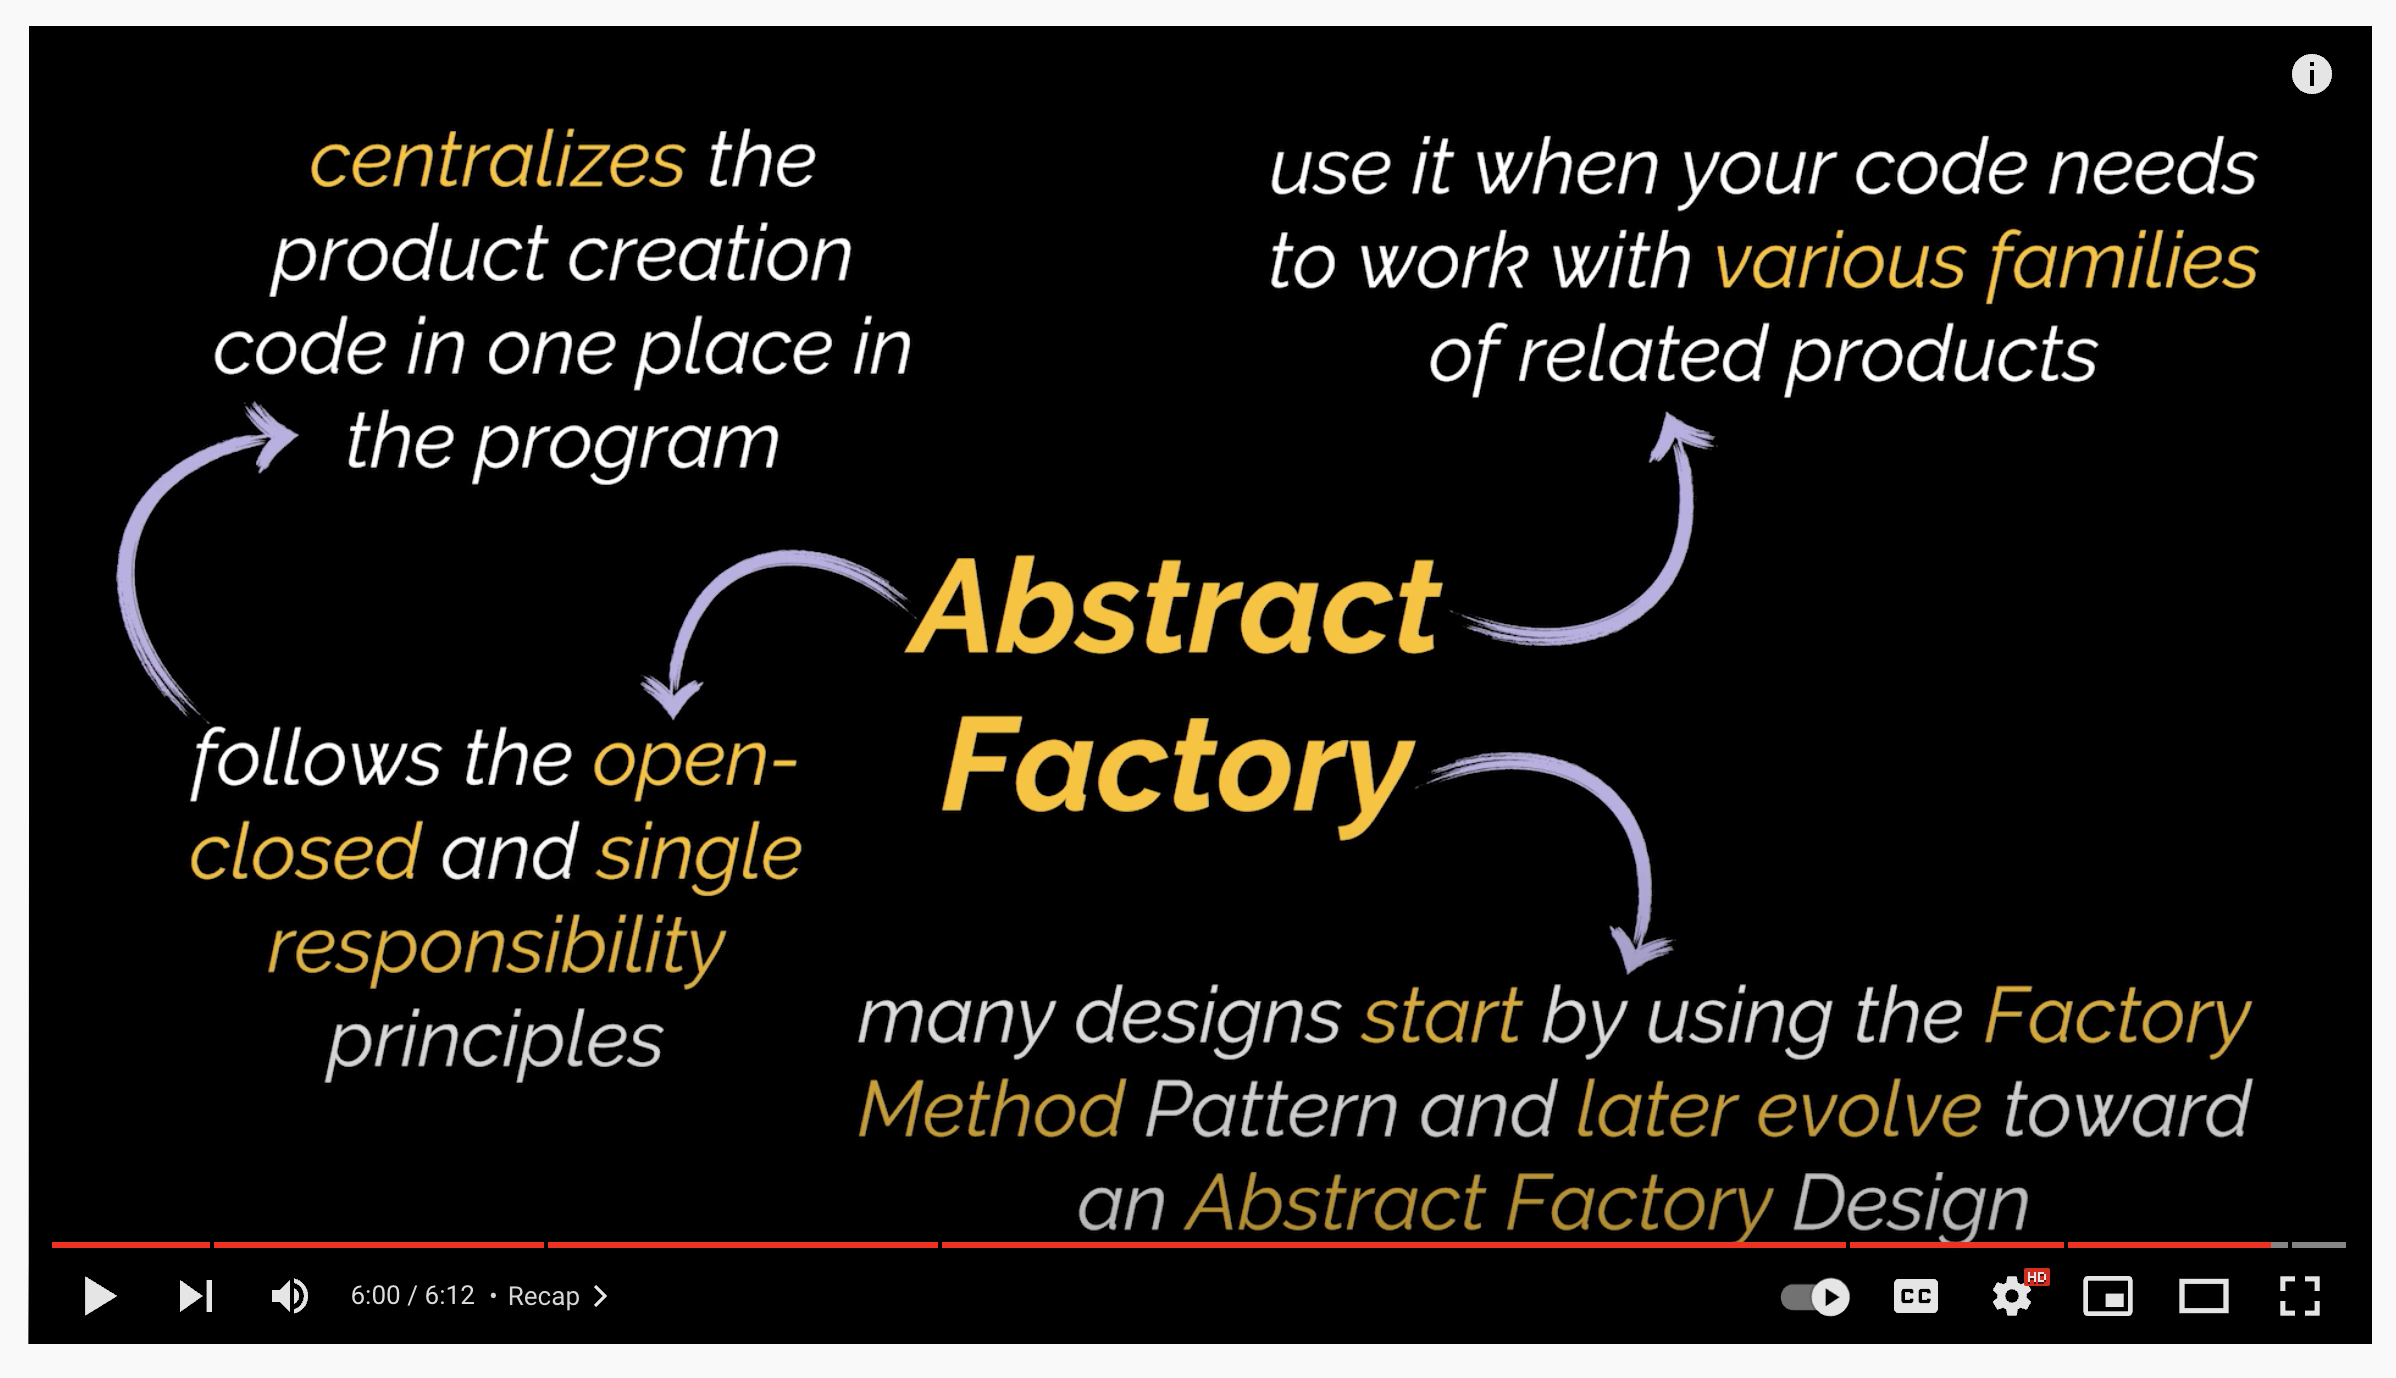 centralizes the
product creation
code in one place in
the program
use it when your code needs
to work with various families
of related products
Abstract
Factory
follows the open-
closed and single
responsibility
principles
many designs start by using the Factory
Method Pattern and later evolve toward
an Abstract Factory Design
6:00 / 6:12 • Recap
CC
HD